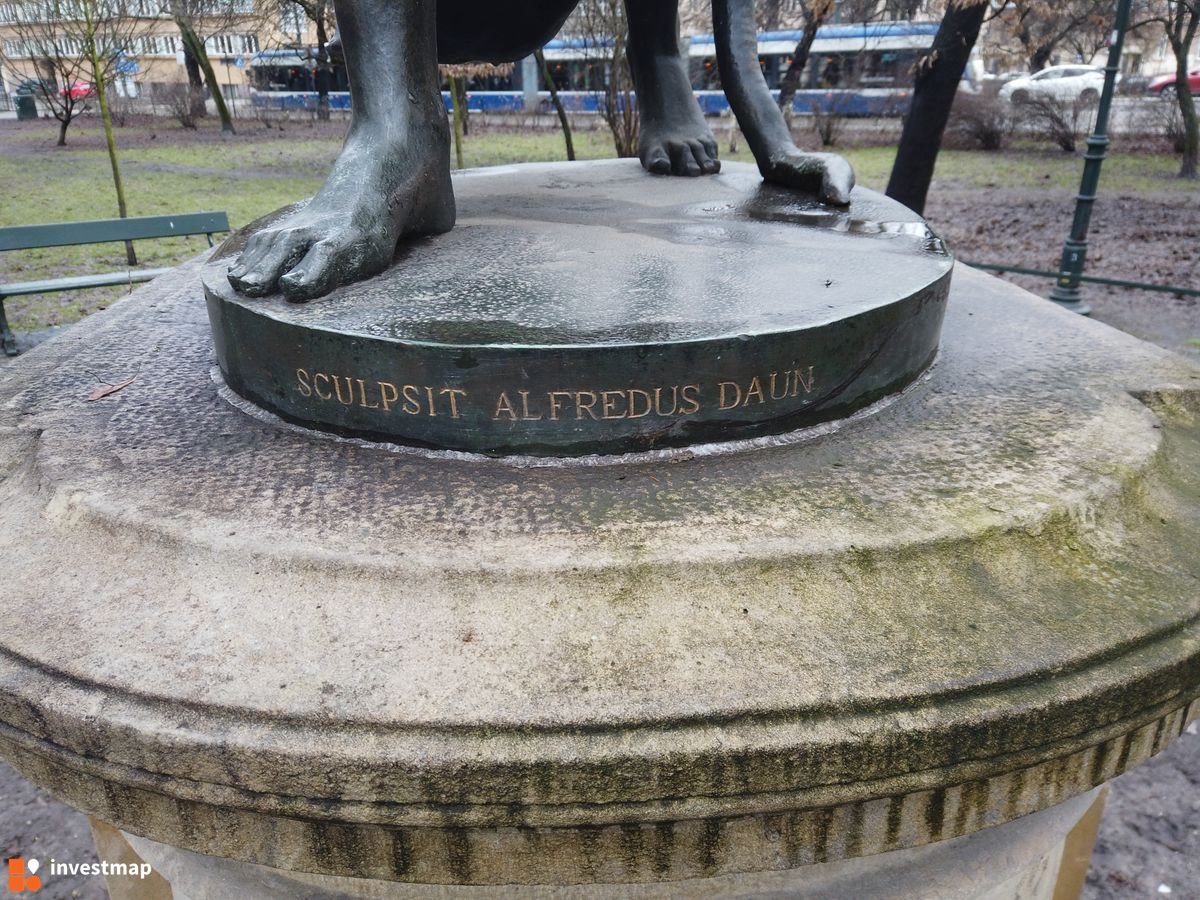 SCULPSIT ALFREDUS DAUN
investmap